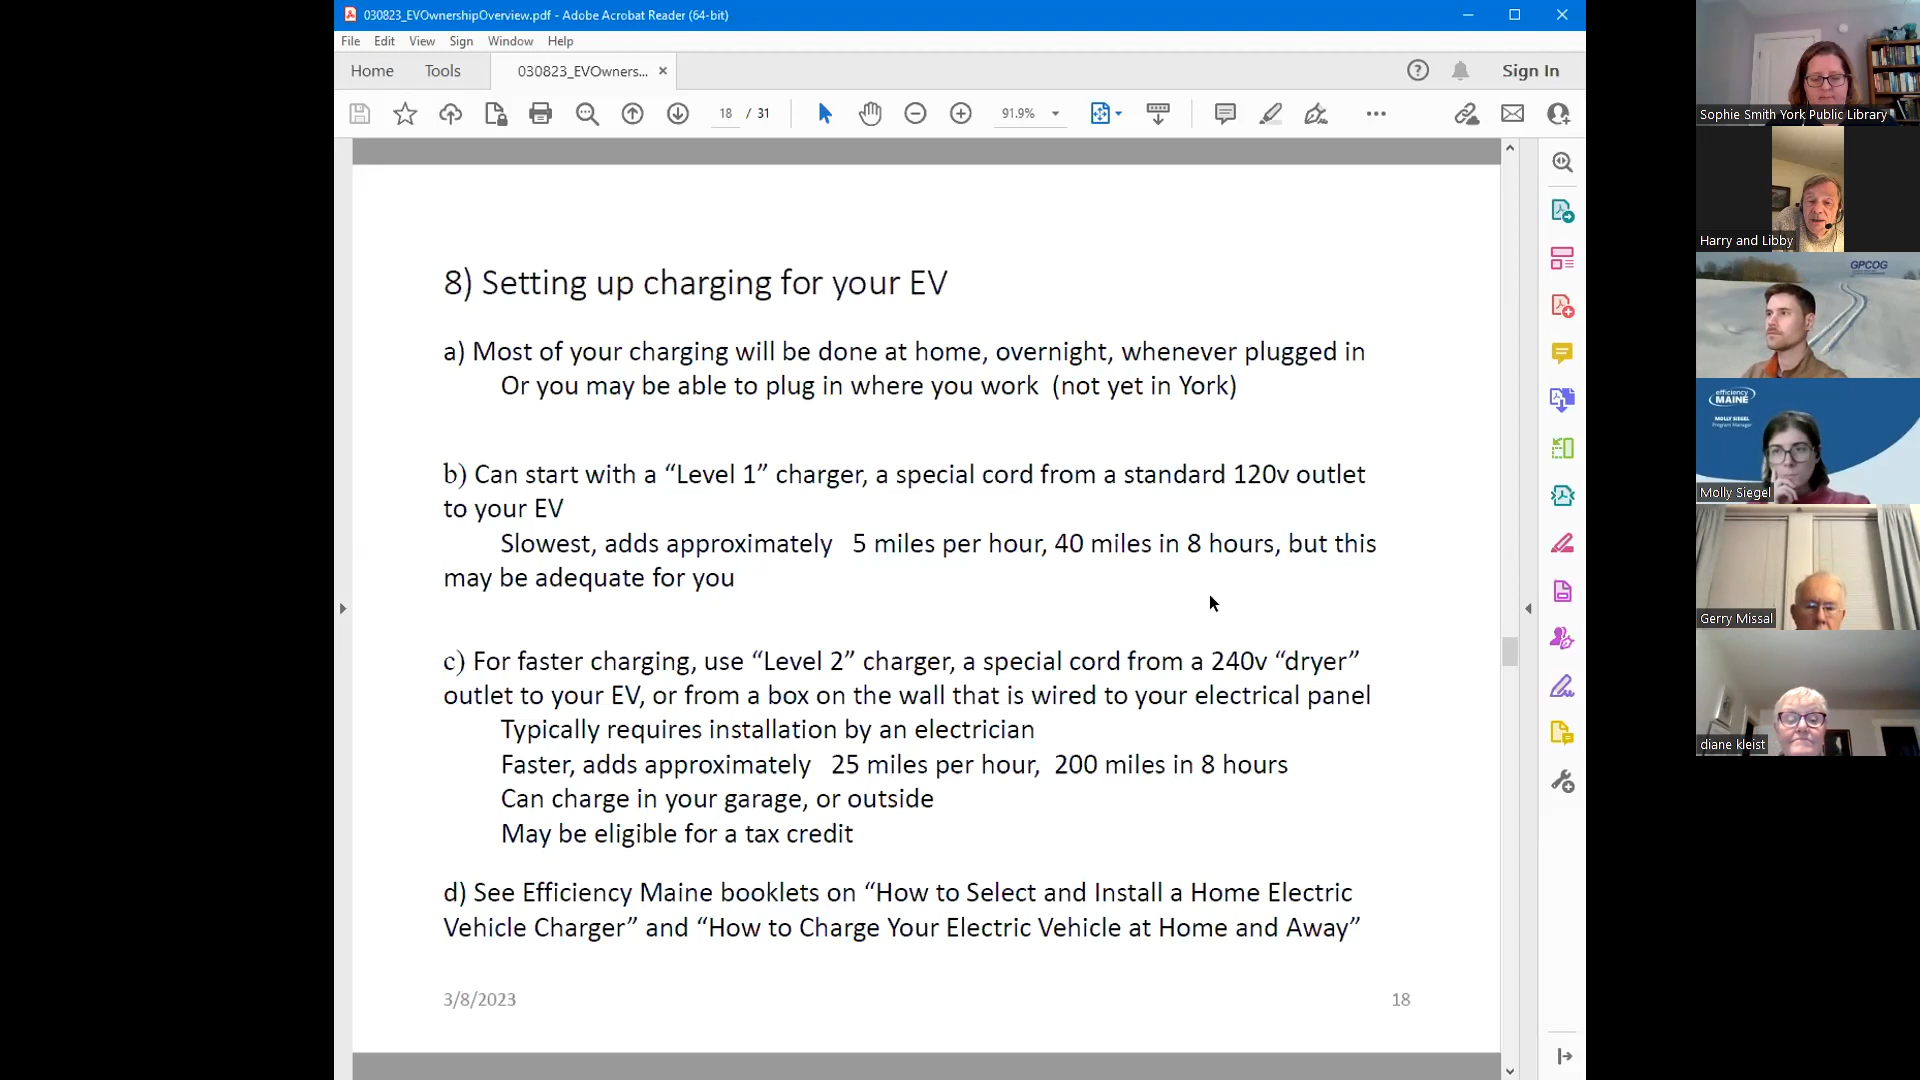 030823_EVOwnershipOverview.pdf - Adobe Acrobat Reader (64-bit)
File Edit View Sign Window Help
Home Tools 030823_EVOwners... × Sign In
18 / 31 91.9%
8) Setting up charging for your EV
a) Most of your charging will be done at home, overnight, whenever plugged in
Or you may be able to plug in where you work (not yet in York)
b) Can start with a “Level 1” charger, a special cord from a standard 120v outlet
to your EV
Slowest, adds approximately 5 miles per hour, 40 miles in 8 hours, but this
may be adequate for you
c) For faster charging, use “Level 2” charger, a special cord from a 240v “dryer”
outlet to your EV, or from a box on the wall that is wired to your electrical panel
Typically requires installation by an electrician
Faster, adds approximately 25 miles per hour, 200 miles in 8 hours
Can charge in your garage, or outside
May be eligible for a tax credit
d) See Efficiency Maine booklets on “How to Select and Install a Home Electric
Vehicle Charger” and “How to Charge Your Electric Vehicle at Home and Away”
3/8/2023 18
Sophie Smith York Public Library
Harry and Libby
GPCOG
efficiency
MAINE
MOLLY SIEGEL
Program Manager
Molly Siegel
Gerry Missal
diane kleist